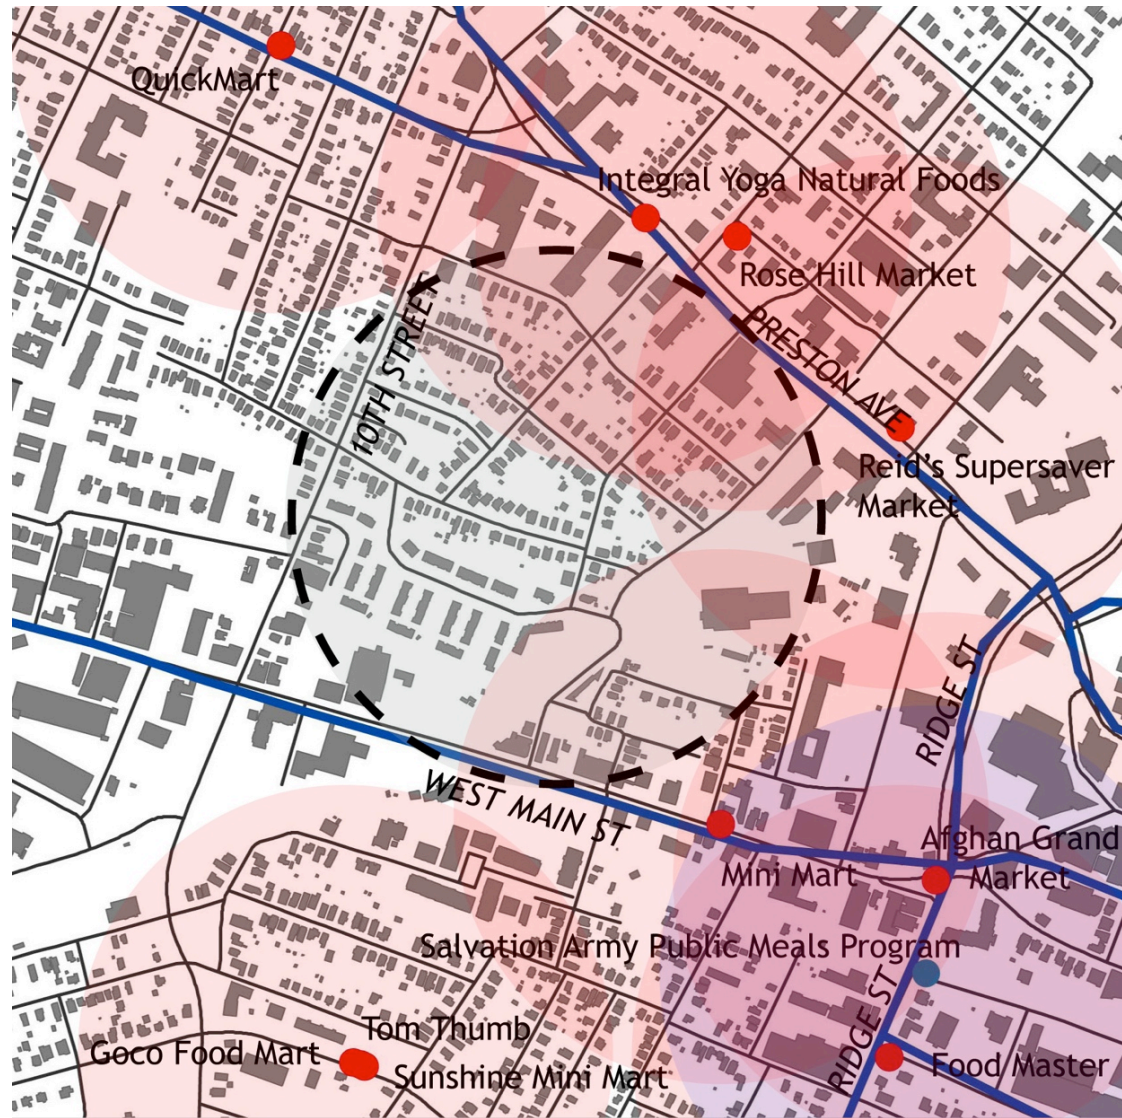 QuickMart
Integral Yoga Natural Foods
Rose Hill Market
10TH STREET
PRESTON AVE
Reid's Supersaver
Market
RIDGE ST
WEST MAIN ST
Afghan Grand
Market
Mini Mart
Salvation Army Public Meals Program
RIDGE ST
Tom Thumb
Goco Food Mart
Sunshine Mini Mart
Food Master